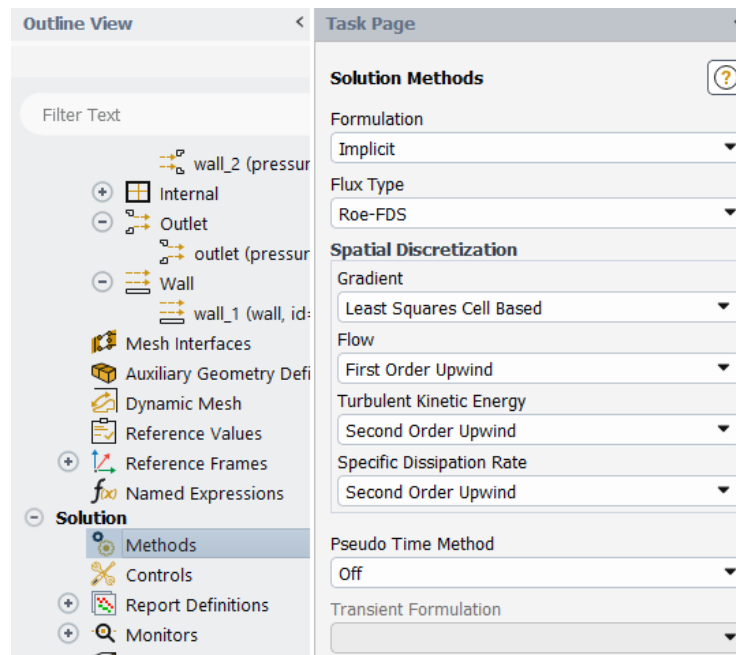 Outline View <
Filter Text
wall_2 (pressur
Internal
Outlet
outlet (pressur
Wall
wall_1 (wall, id=
Mesh Interfaces
Auxiliary Geometry Defi
Dynamic Mesh
Reference Values
Reference Frames
f(x) Named Expressions
Solution
Methods
Controls
Report Definitions
Monitors
Task Page
Solution Methods ?
Formulation
Implicit
Flux Type
Roe-FDS
Spatial Discretization
Gradient
Least Squares Cell Based
Flow
First Order Upwind
Turbulent Kinetic Energy
Second Order Upwind
Specific Dissipation Rate
Second Order Upwind
Pseudo Time Method
Off
Transient Formulation